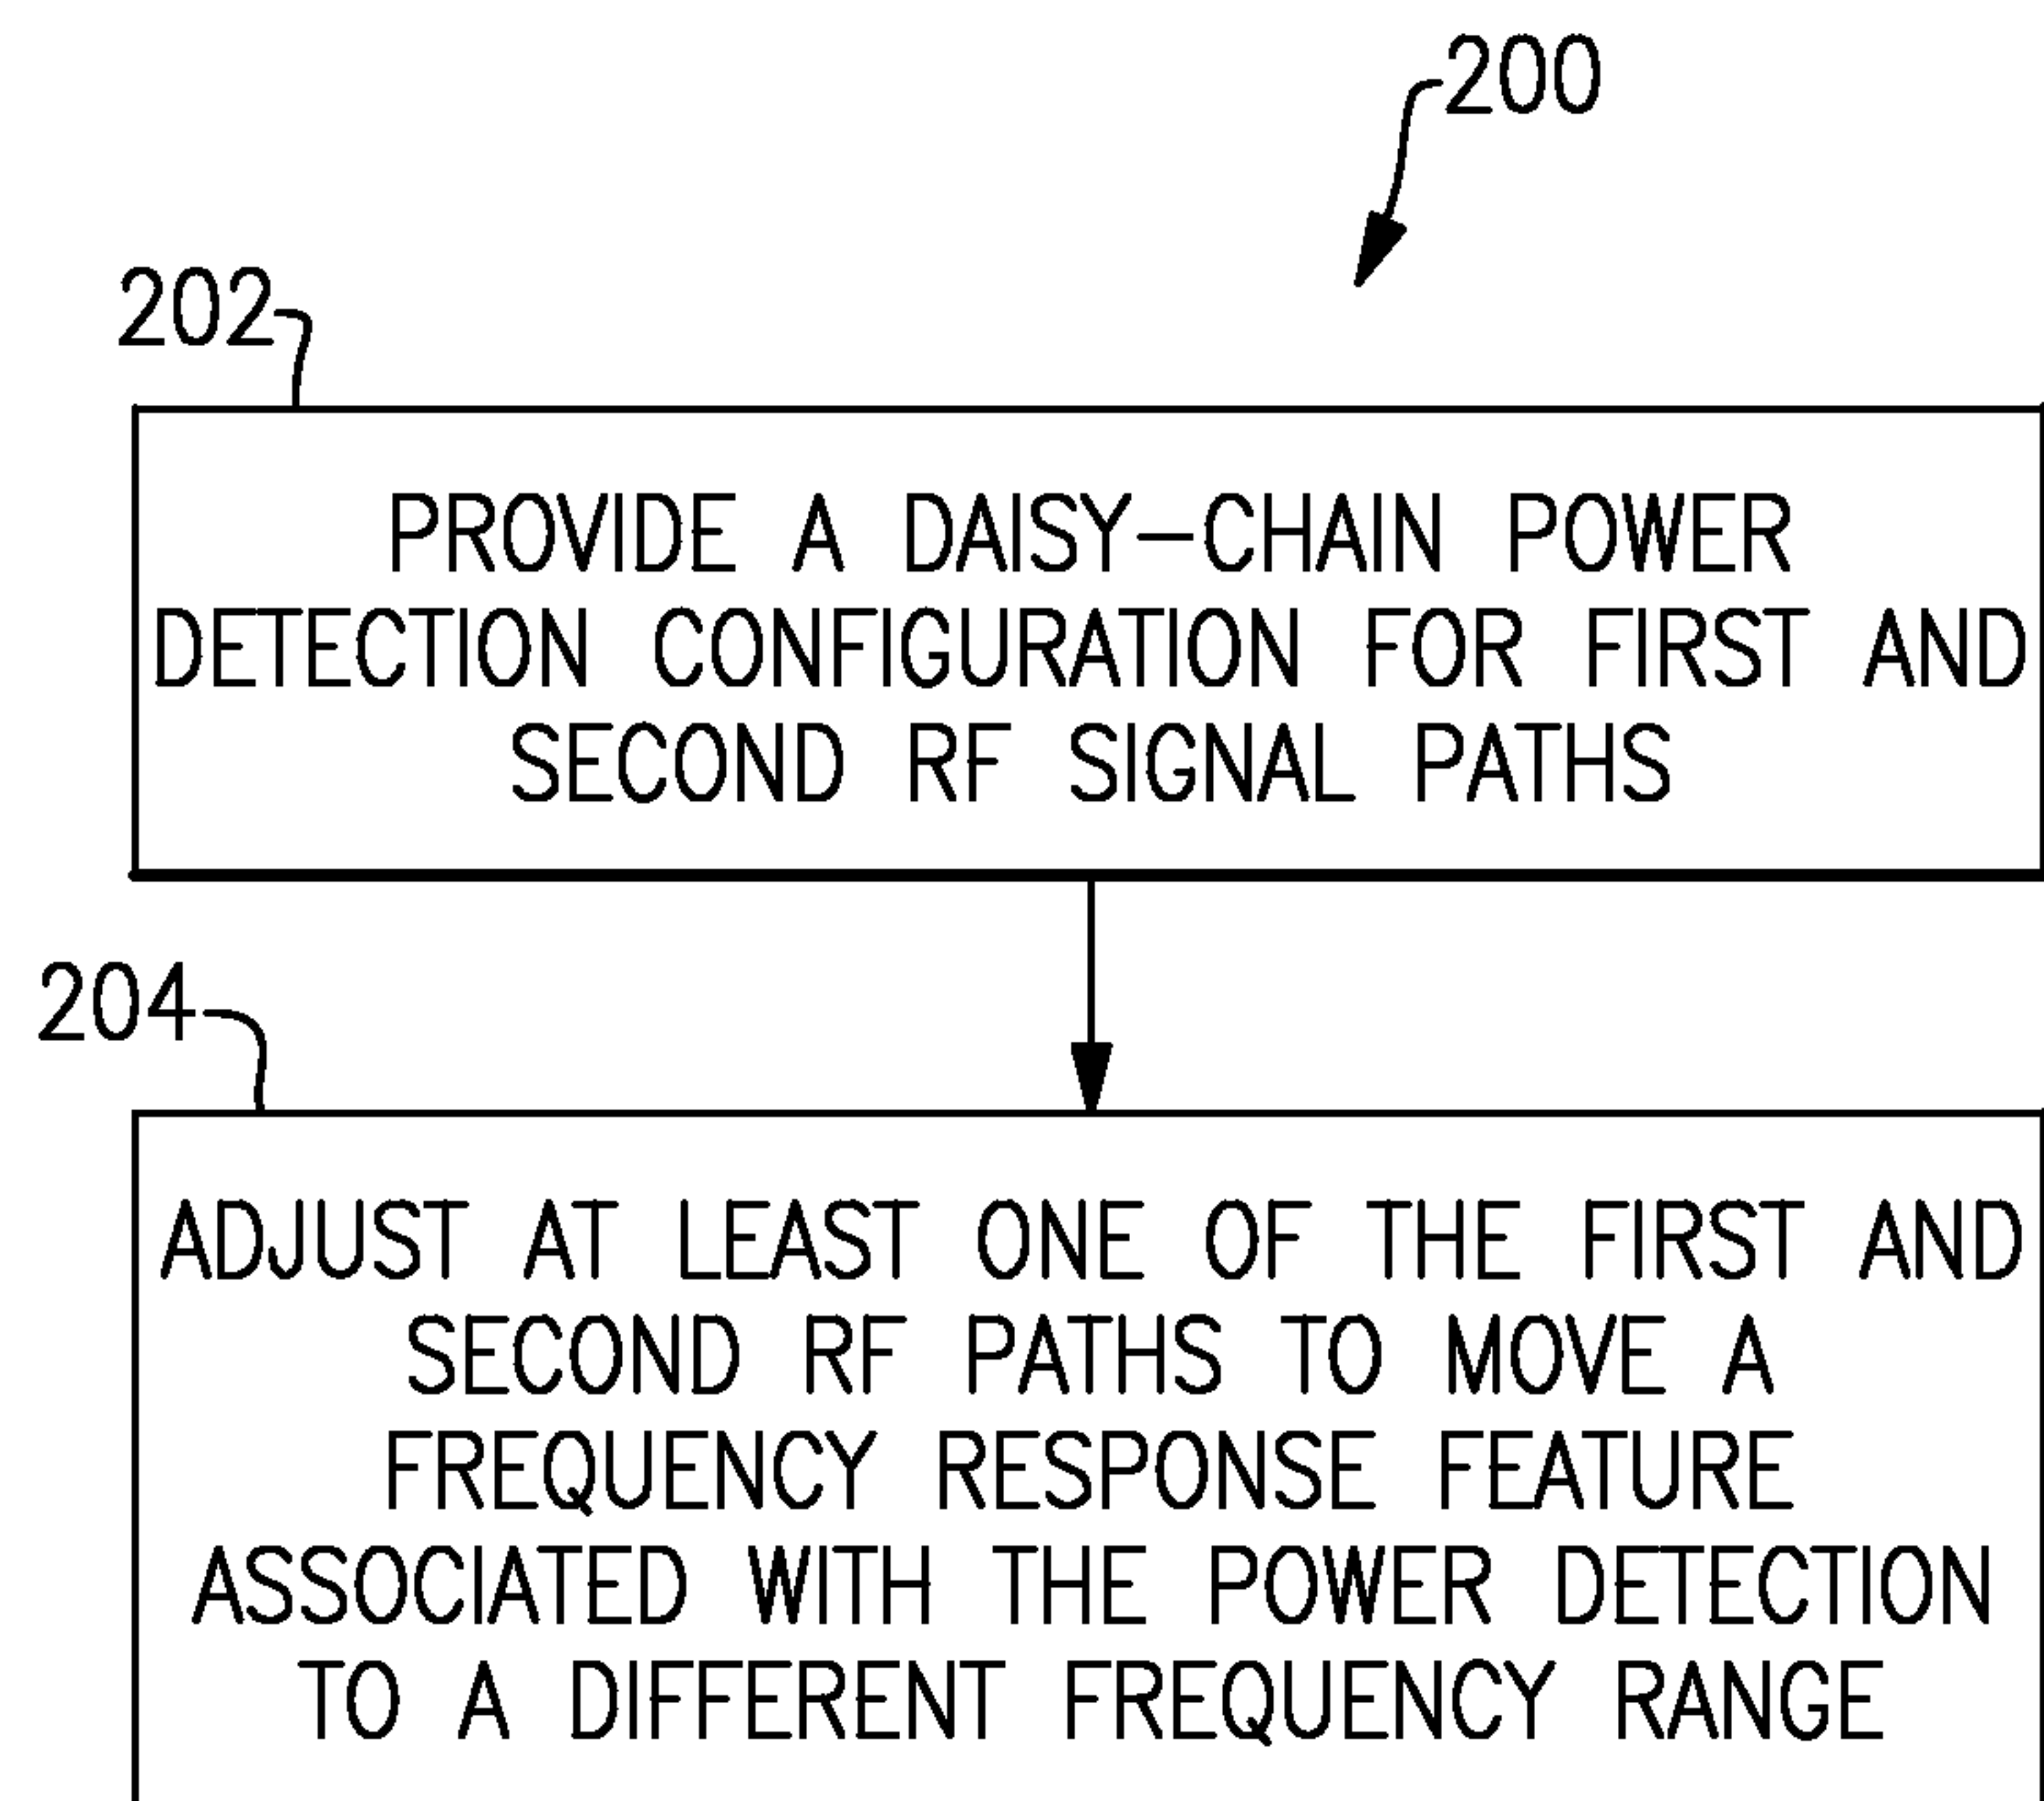 200
202
PROVIDE A DAISY-CHAIN POWER
DETECTION CONFIGURATION FOR FIRST AND
SECOND RF SIGNAL PATHS
204
ADJUST AT LEAST ONE OF THE FIRST AND
SECOND RF PATHS TO MOVE A
FREQUENCY RESPONSE FEATURE
ASSOCIATED WITH THE POWER DETECTION
TO A DIFFERENT FREQUENCY RANGE